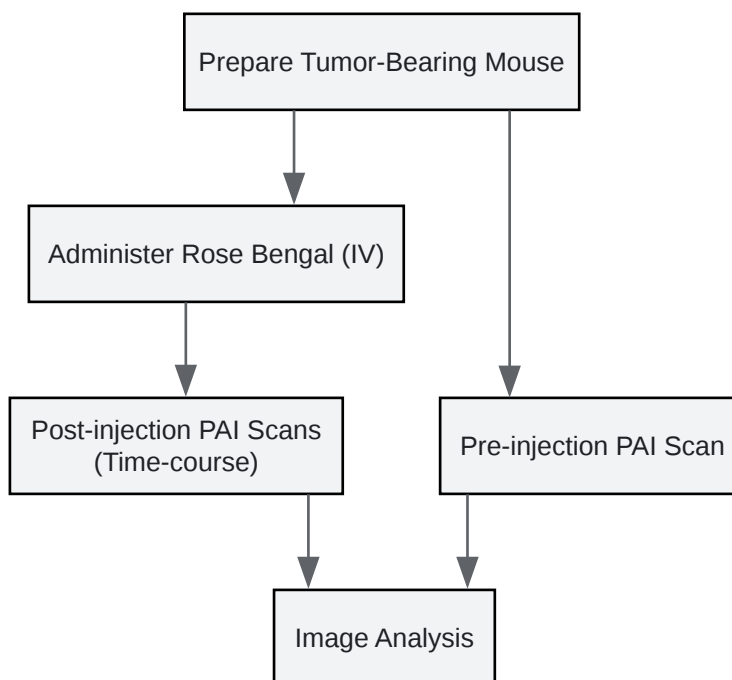 Prepare Tumor-Bearing Mouse
Administer Rose Bengal (IV)
Post-injection PAI Scans
(Time-course)
Pre-injection PAI Scan
Image Analysis